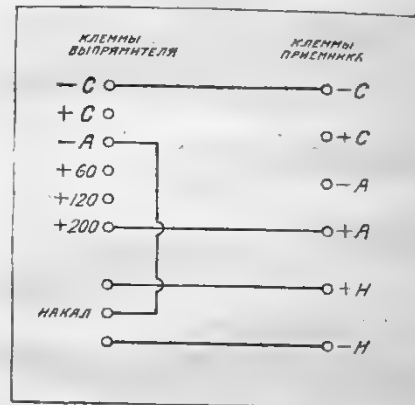 КЛЕММЫ
ВЫПРЯМИТЕЛЯ
КЛЕММЫ
ПРИЕМНИКА
— С
— С
+ С
+ С
— А
— А
+60
+120
+200
+ А
+ Н
НАКАЛ
— Н